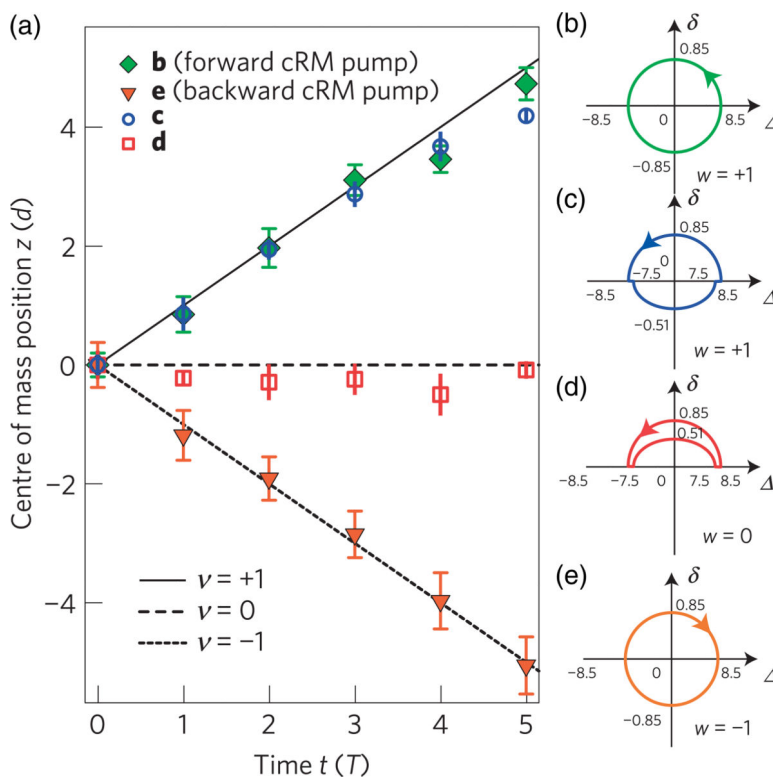 (a)
b (forward cRM pump)
e (backward cRM pump)
c
d
4
2
0
−2
−4
Centre of mass position z (d)
ν = +1
ν = 0
ν = −1
0 1 2 3 4 5
Time t (T)
(b)
δ
0.85
−8.5 0 8.5 Δ
−0.85
w = +1
(c)
δ
0.85
0
−7.5 7.5
−8.5 8.5 Δ
−0.51
w = +1
(d)
δ
0.85
0.51
−8.5 −7.5 0 7.5 8.5 Δ
w = 0
(e)
δ
0.85
−8.5 0 8.5 Δ
−0.85
w = −1